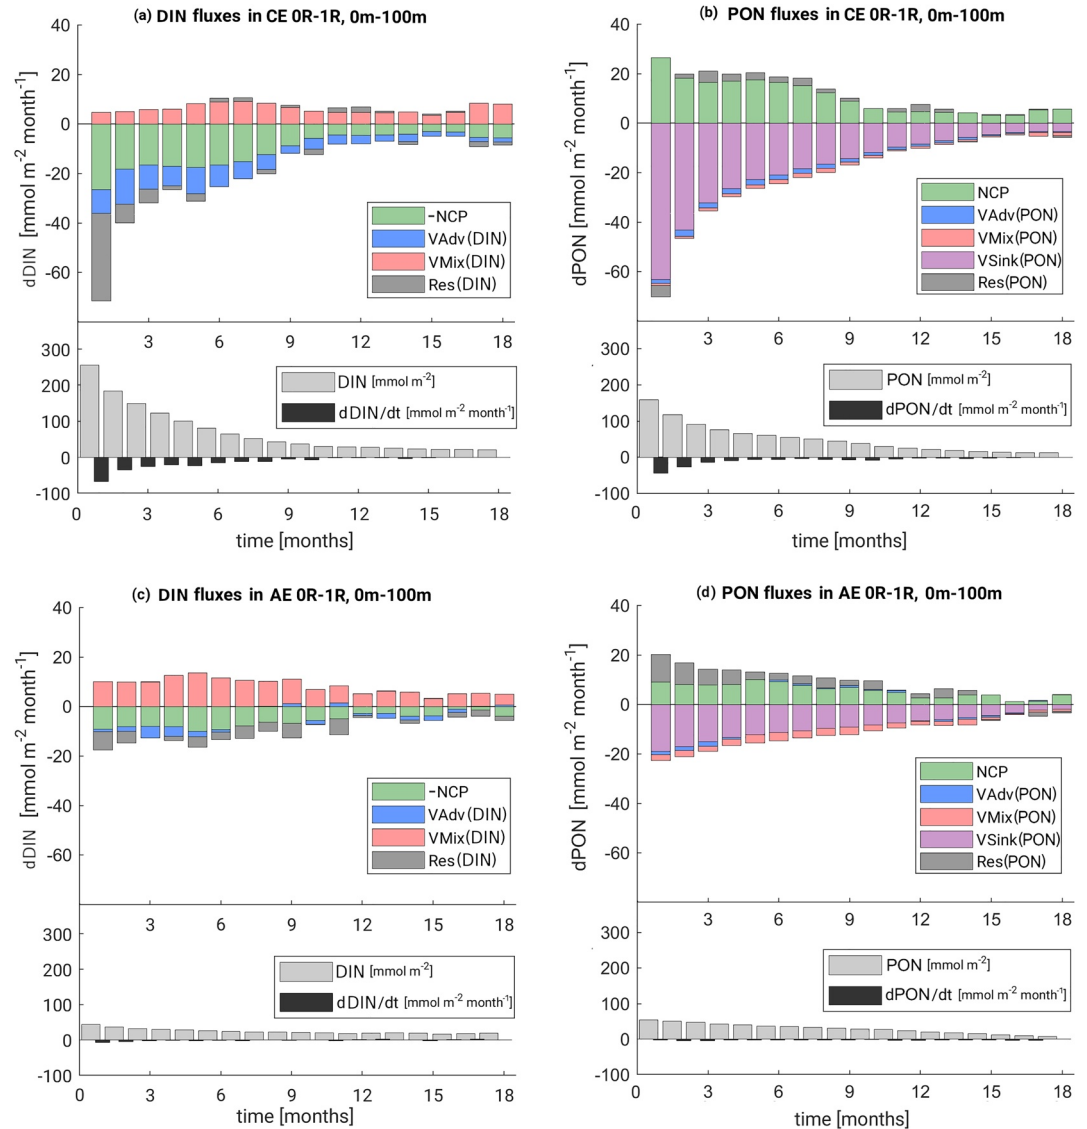 (a) DIN fluxes in CE 0R-1R, 0m-100m
dDIN [mmol m⁻² month⁻¹]
40
20
0
-20
-40
-60
3
6
9
12
15
18
-NCP
VAdv(DIN)
VMix(DIN)
Res(DIN)
300
200
100
0
-100
DIN [mmol m⁻²]
dDIN/dt [mmol m⁻² month⁻¹]
0
3
6
9
12
15
18
time [months]
(b) PON fluxes in CE 0R-1R, 0m-100m
dPON [mmol m⁻² month⁻¹]
40
20
0
-20
-40
-60
3
6
9
12
15
18
NCP
VAdv(PON)
VMix(PON)
VSink(PON)
Res(PON)
300
200
100
0
-100
PON [mmol m⁻²]
dPON/dt [mmol m⁻² month⁻¹]
0
3
6
9
12
15
18
time [months]
(c) DIN fluxes in AE 0R-1R, 0m-100m
dDIN [mmol m⁻² month⁻¹]
40
20
0
-20
-40
-60
3
6
9
12
15
18
-NCP
VAdv(DIN)
VMix(DIN)
Res(DIN)
300
200
100
0
-100
DIN [mmol m⁻²]
dDIN/dt [mmol m⁻² month⁻¹]
0
3
6
9
12
15
18
time [months]
(d) PON fluxes in AE 0R-1R, 0m-100m
dPON [mmol m⁻² month⁻¹]
40
20
0
-20
-40
-60
3
6
9
12
15
18
NCP
VAdv(PON)
VMix(PON)
VSink(PON)
Res(PON)
300
200
100
0
-100
PON [mmol m⁻²]
dPON/dt [mmol m⁻² month⁻¹]
0
3
6
9
12
15
18
time [months]